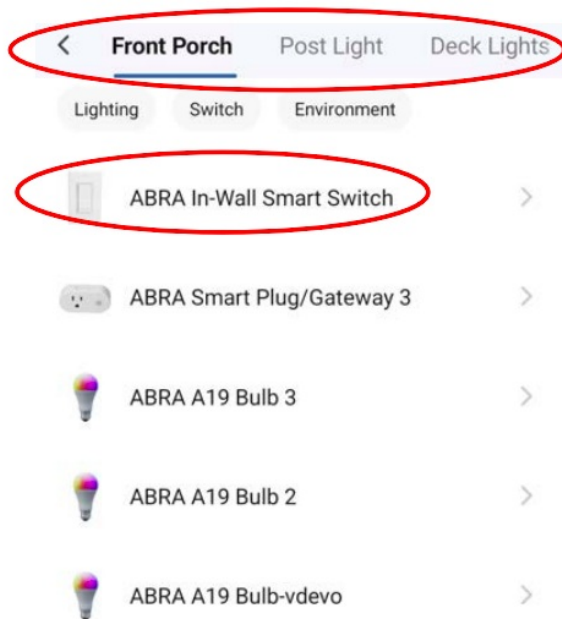 Front Porch Post Light Deck Lights
Lighting Switch Environment
ABRA In-Wall Smart Switch
ABRA Smart Plug/Gateway 3
ABRA A19 Bulb 3
ABRA A19 Bulb 2
ABRA A19 Bulb-vdevo